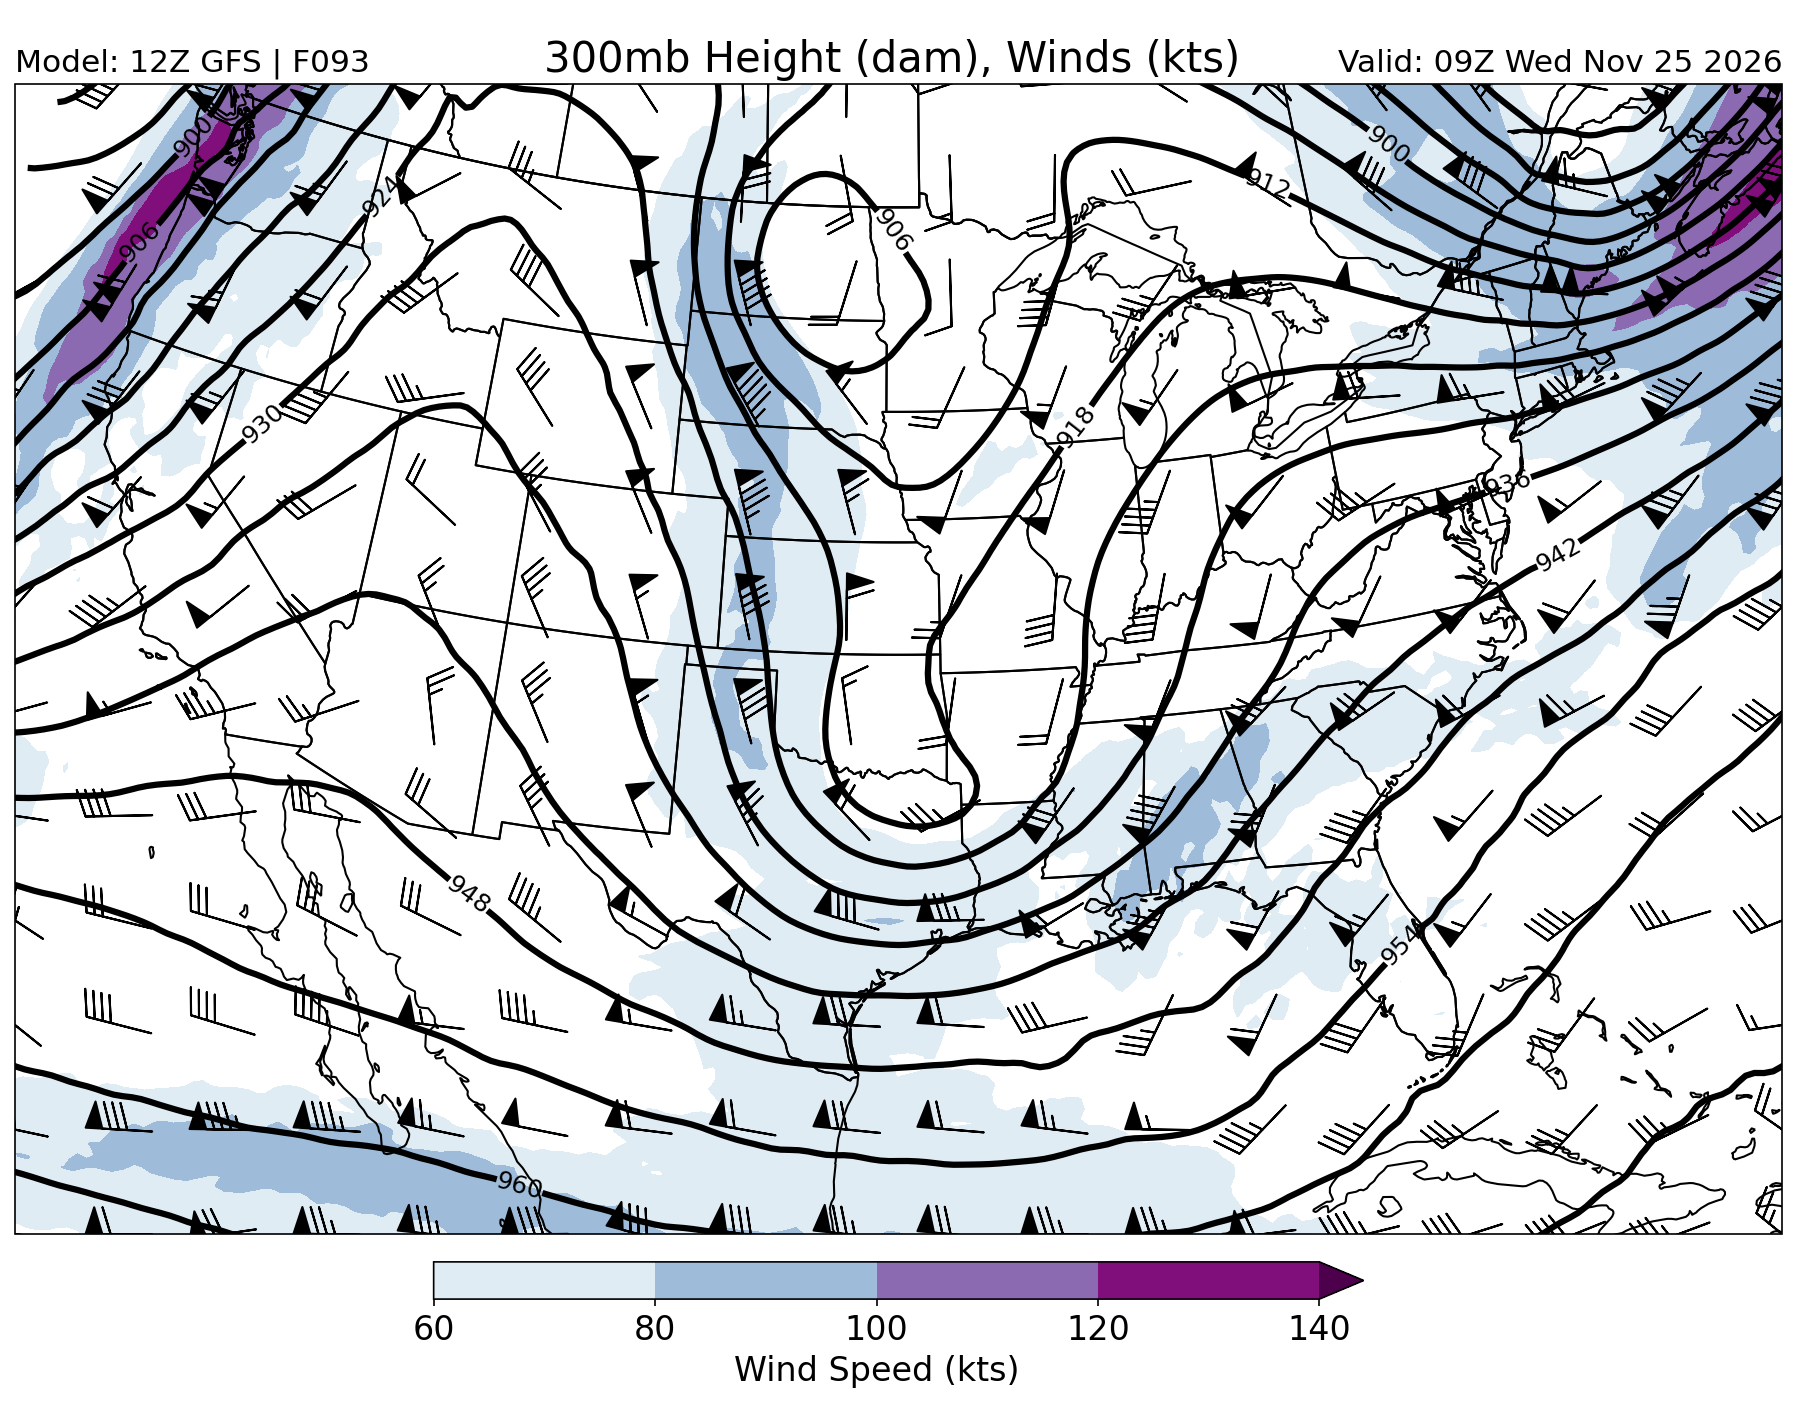 Model: 12Z GFS | F093
300mb Height (dam), Winds (kts)
Valid: 09Z Wed Nov 25 2026
900
900
924
912
906
906
930
918
936
942
948
954
960
60 80 100 120 140
Wind Speed (kts)